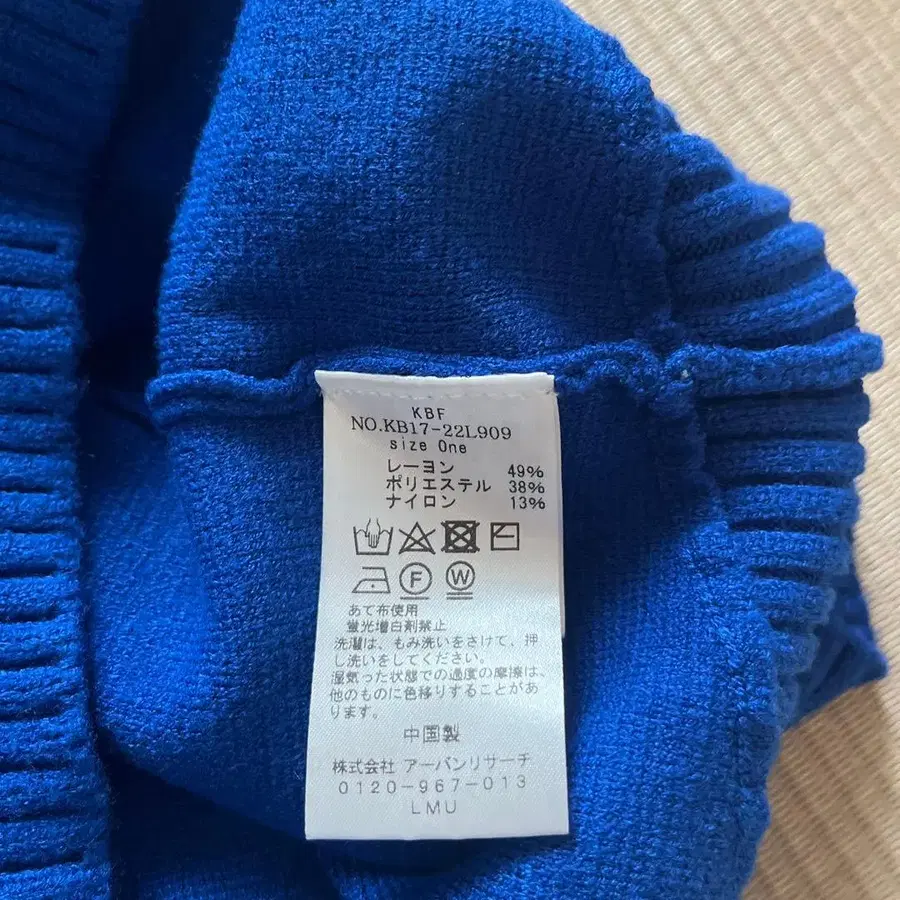 KBF
NO.KB17-22L909
size One
レーヨン 49%
ポリエステル 38%
ナイロン 13%
F W
あて布使用
蛍光増白剤禁止
洗濯は、もみ洗いをさけて、押
し洗いをしてください。
湿気った状態での過度の摩擦は、
他のものに色移りすることがあ
ります。
中国製
株式会社 アーバンリサーチ
0120-967-013
LMU